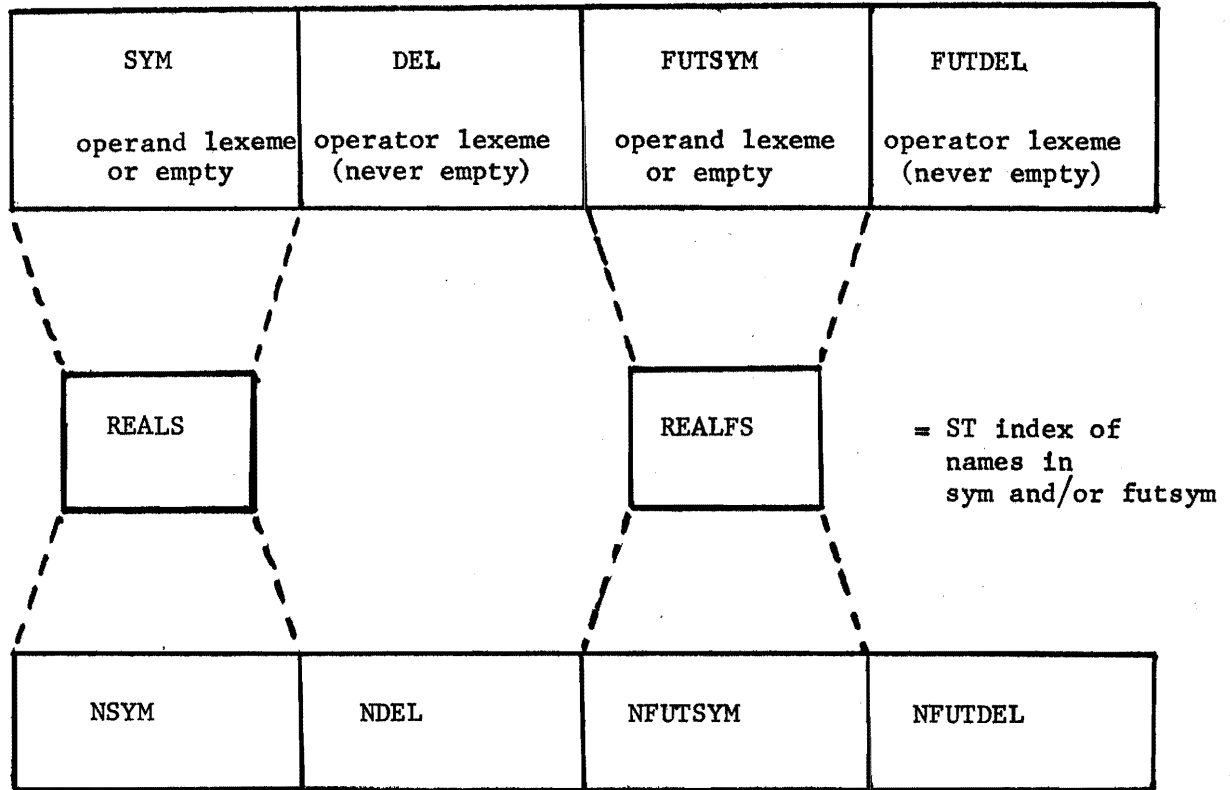 SYM DEL FUTSYM FUTDEL
operand lexeme operator lexeme operand lexeme operator lexeme
or empty (never empty) or empty (never empty)
REALS REALFS = ST index of
names in
sym and/or futsym
NSYM NDEL NFUTSYM NFUTDEL